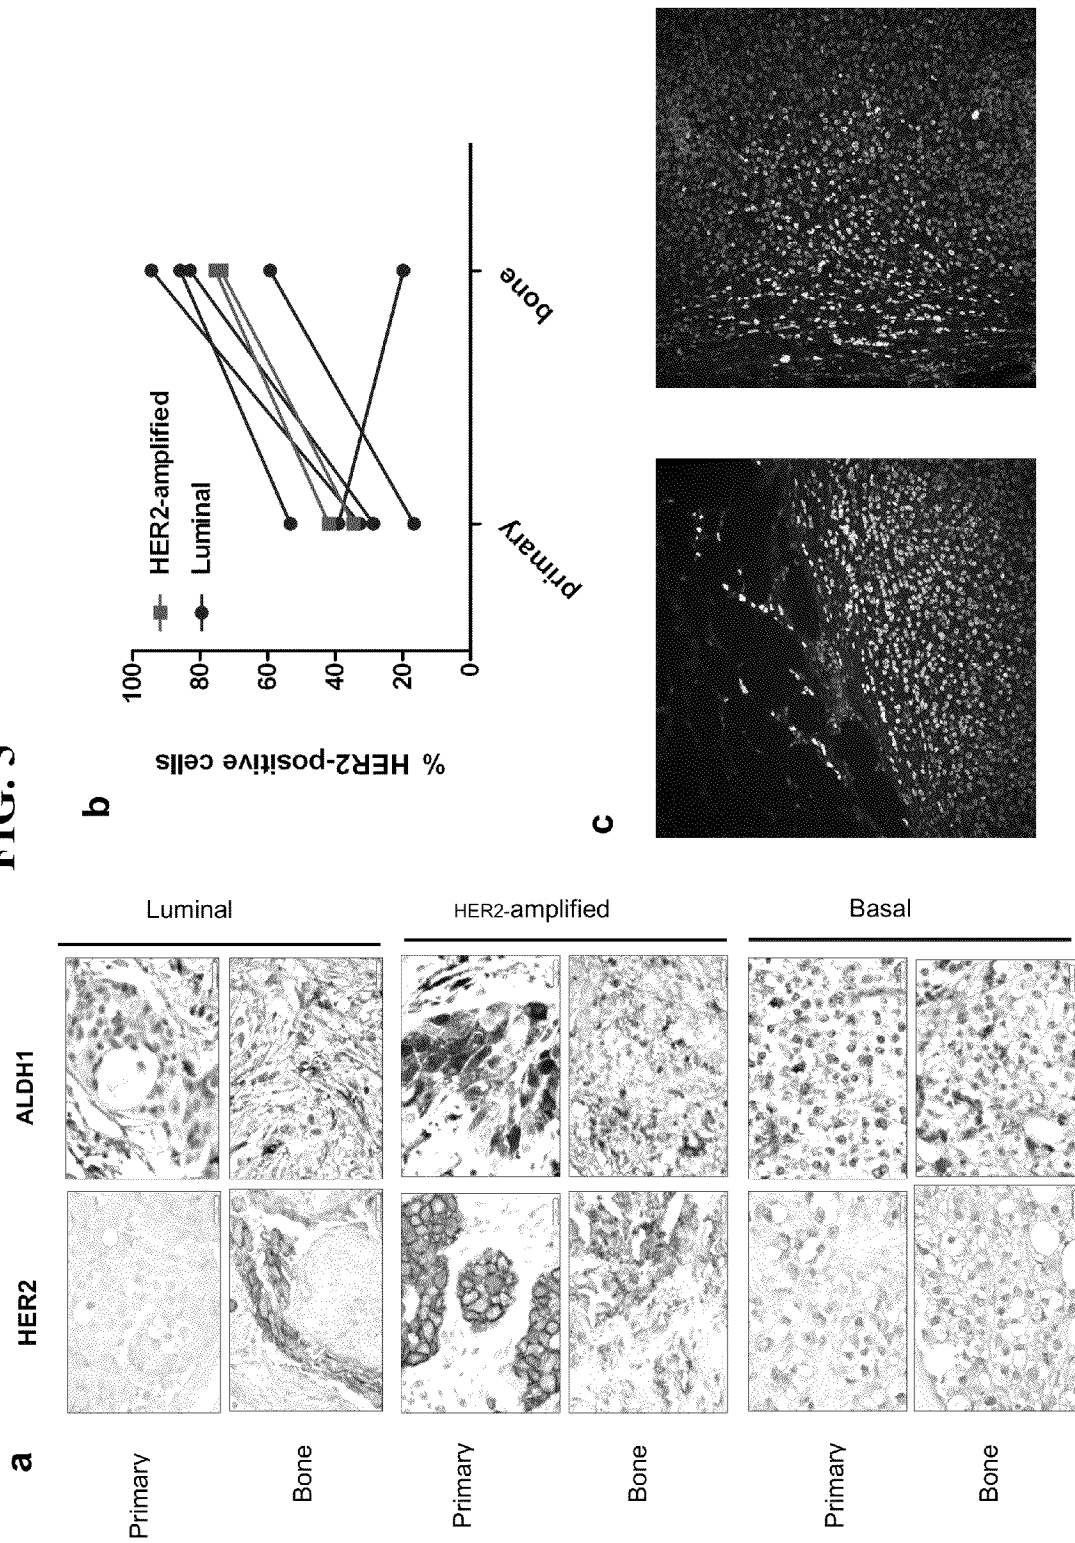 FIG. 5
a
HER2
ALDH1
Primary
Luminal
Bone
Primary
HER2-amplified
Bone
Primary
Basal
Bone
b
% HER2-positive cells
100
80
60
40
20
0
HER2-amplified
Luminal
primary
bone
c